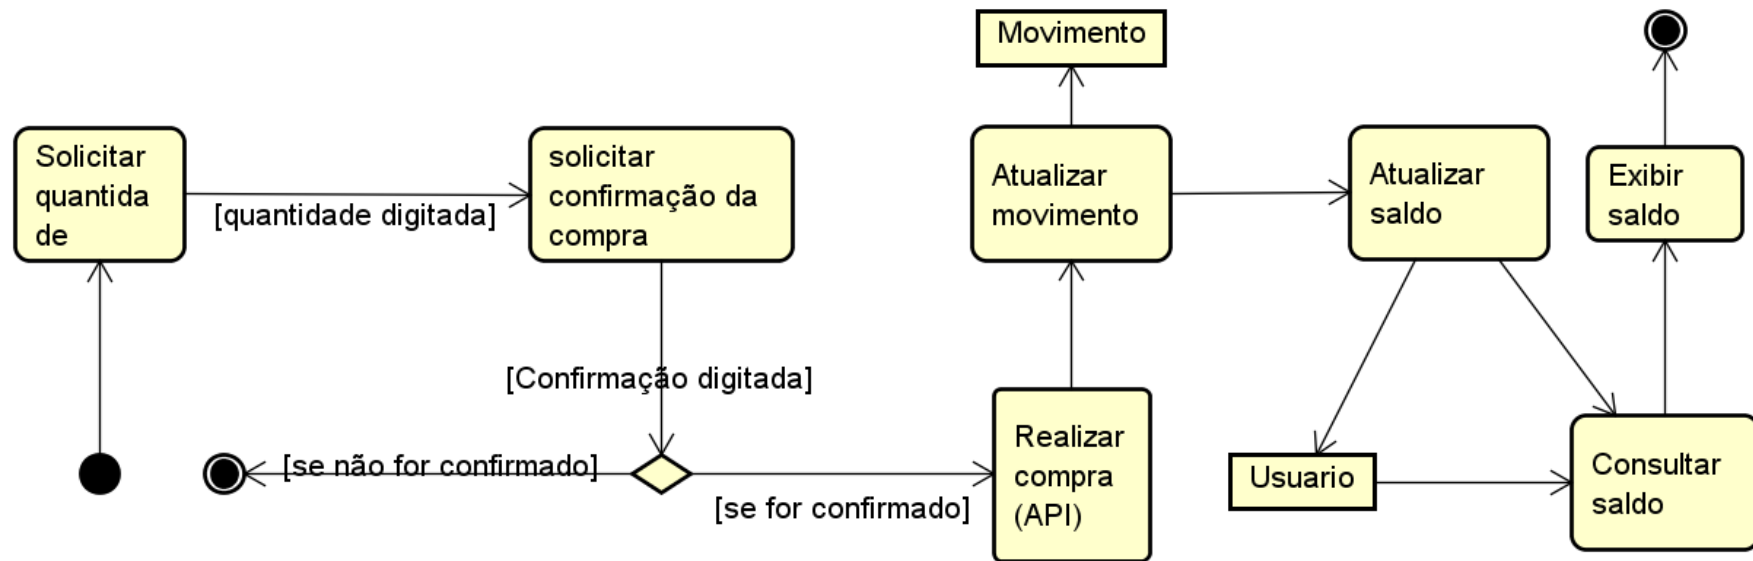 Movimento
Solicitar
quantida
de
[quantidade digitada]
solicitar
confirmação da
compra
Atualizar
movimento
Atualizar
saldo
Exibir
saldo
[Confirmação digitada]
[se não for confirmado]
[se for confirmado]
Realizar
compra
(API)
Usuario
Consultar
saldo